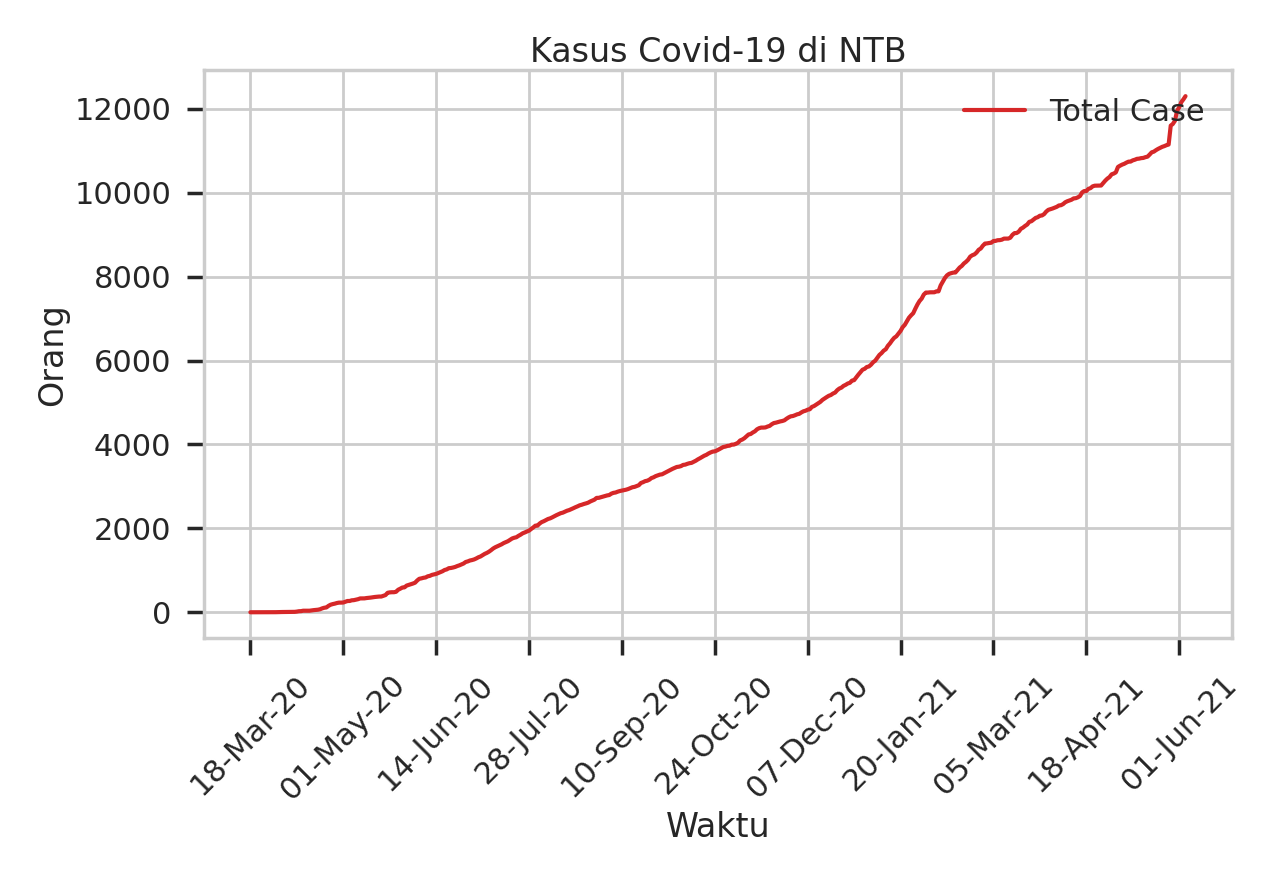 Kasus Covid-19 di NTB
Total Case
12000
10000
8000
6000
4000
2000
0
Orang
18-Mar-20
01-May-20
14-Jun-20
28-Jul-20
10-Sep-20
24-Oct-20
07-Dec-20
20-Jan-21
05-Mar-21
18-Apr-21
01-Jun-21
Waktu